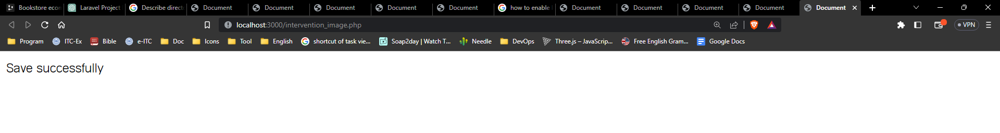 Bookstore econ
Laravel Project
Describe direct
Document
Document
Document
Document
Document
how to enable
Document
Document
Document
Document
Document
localhost:3000/intervention_image.php
VPN
Program
ITC-Ex
Bible
e-ITC
Doc
Icons
Tool
English
shortcut of task vie...
Soap2day | Watch T...
Needle
DevOps
Three.js – JavaScrip...
Free English Gram...
Google Docs
Save successfully